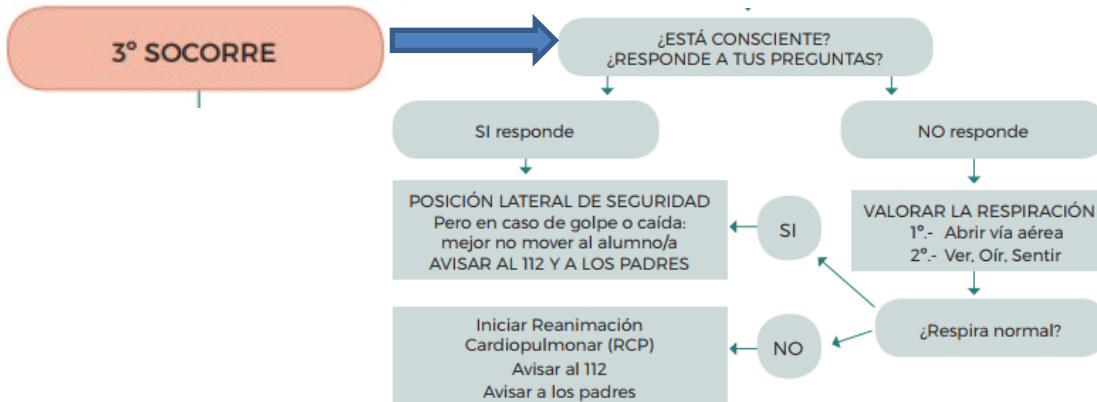 3º SOCORRE
¿ESTÁ CONSCIENTE?
¿RESPONDE A TUS PREGUNTAS?
SI responde
NO responde
POSICIÓN LATERAL DE SEGURIDAD
Pero en caso de golpe o caída:
mejor no mover al alumno/a
AVISAR AL 112 Y A LOS PADRES
SI
VALORAR LA RESPIRACIÓN
1º.- Abrir vía aérea
2º.- Ver, Oír, Sentir
¿Respira normal?
NO
Iniciar Reanimación
Cardiopulmonar (RCP)
Avisar al 112
Avisar a los padres